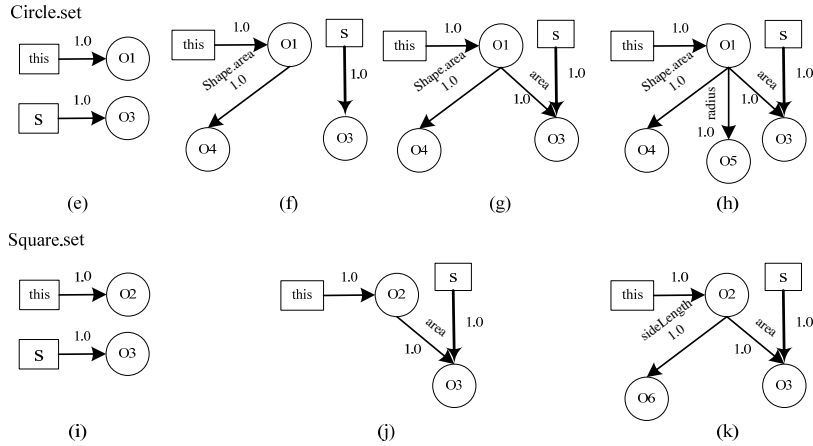 Circle.set
this 1.0 O1
S 1.0 O3
(e)
this 1.0 O1 S
Shape.area 1.0 1.0
O4 O3
(f)
this 1.0 O1 S
Shape.area 1.0 area 1.0 1.0
O4 O3
(g)
this 1.0 O1 S
Shape.area 1.0 radius 1.0 area 1.0 1.0
O4 O5 O3
(h)
Square.set
this 1.0 O2
S 1.0 O3
(i)
this 1.0 O2 S
area 1.0 1.0
O3
(j)
this 1.0 O2 S
sideLength 1.0 area 1.0 1.0
O6 O3
(k)